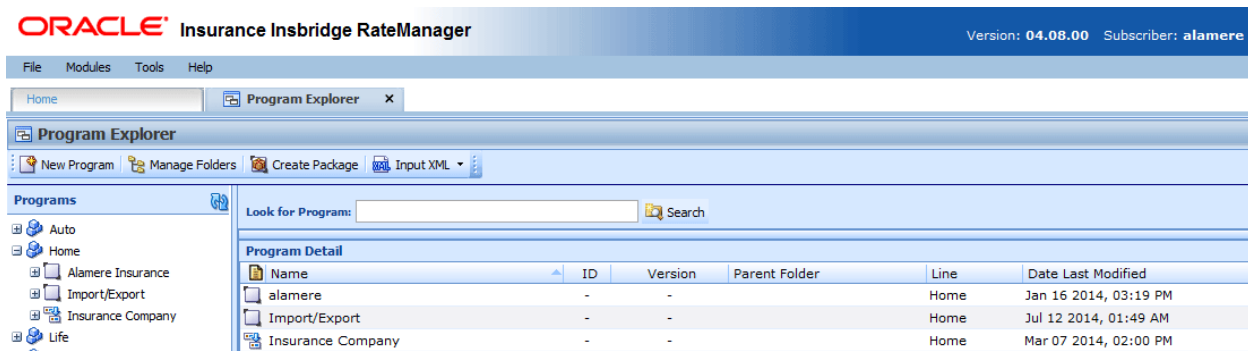 ORACLE® Insurance Insbridge RateManager
Version: 04.08.00 Subscriber: alamere
File Modules Tools Help
Home Program Explorer x
Program Explorer
New Program Manage Folders Create Package XML Input XML
Programs
Auto
Home
Alamere Insurance
Import/Export
Insurance Company
Life
Look for Program: Search
Program Detail
Name ID Version Parent Folder Line Date Last Modified
alamere - - Home Jan 16 2014, 03:19 PM
Import/Export - - Home Jul 12 2014, 01:49 AM
Insurance Company - - Home Mar 07 2014, 02:00 PM